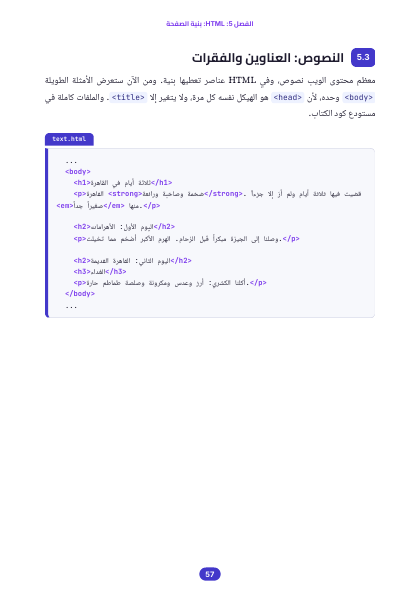 الفصل 5: HTML: بنية الصفحة
5.3 النصوص: العناوين والفقرات
معظم محتوى الويب نصوص، وفي HTML عناصر تعطيها بنية. ومن الآن ستعرض الأمثلة الطويلة
<body> وحده، لأن <head> هو الهيكل نفسه كل مرة، ولا يتغير إلا <title>. والملفات كاملة في
مستودع كود الكتاب.
text.html
...
<body>
<h1>ثلاثة أيام في القاهرة</h1>
<p>القاهرة <strong>ضخمة وصاخبة ورائعة</strong>. قضيت فيها ثلاثة أيام ولم أرَ إلا جزءاً
<em>صغيراً جداً</em> منها.</p>
<h2>اليوم الأول: الأهرامات</h2>
<p>وصلنا إلى الجيزة مبكراً قبل الزحام. الهرم الأكبر أضخم مما تخيلت.</p>
<h2>اليوم الثاني: القاهرة القديمة</h2>
<h3>الغداء</h3>
<p>أكلنا الكشري: أرز وعدس ومكرونة وصلصة طماطم حارة.</p>
</body>
...
57